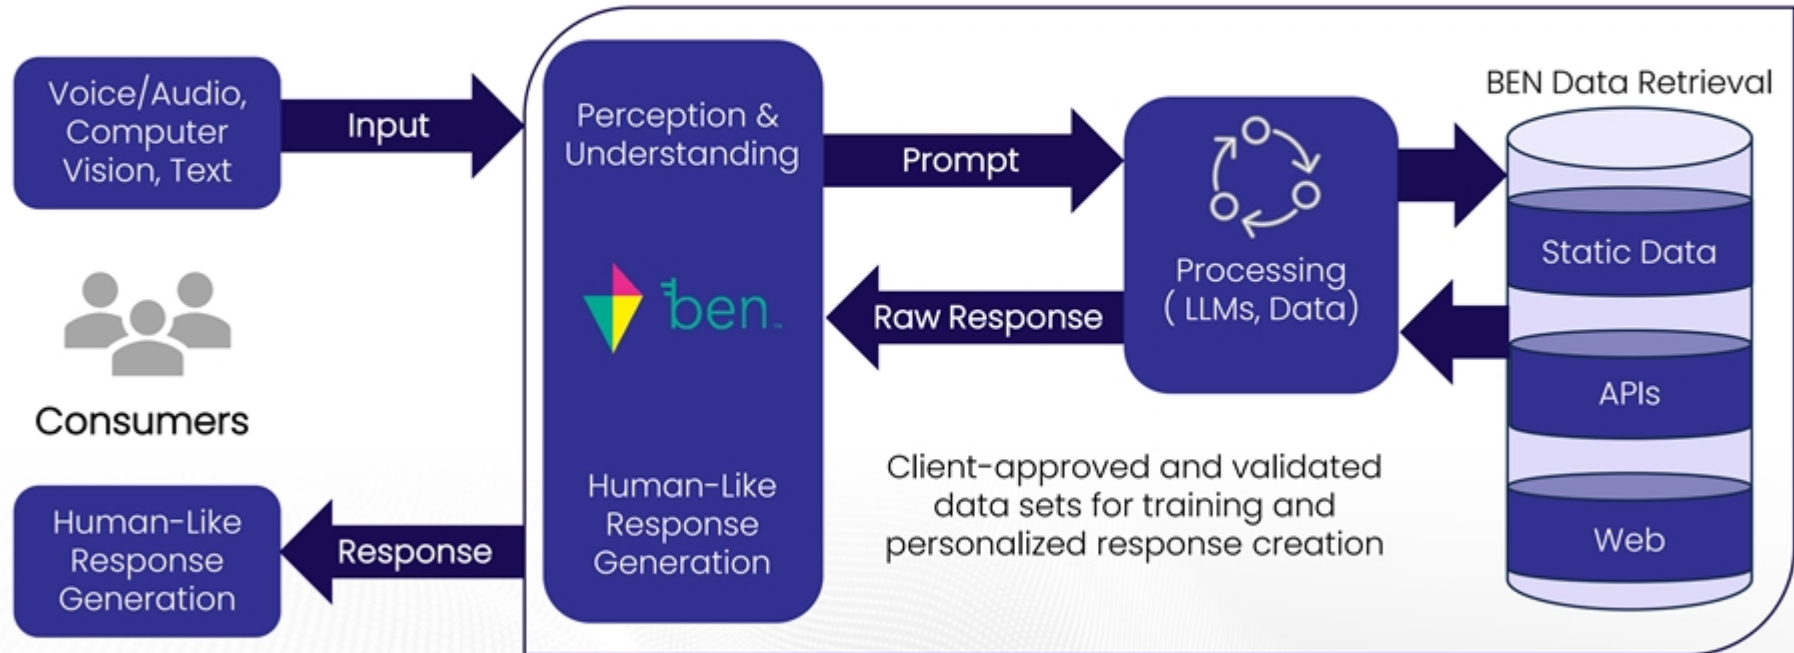 Voice/Audio,
Computer
Vision, Text
Input
Consumers
Human-Like
Response
Generation
Response
Perception &
Understanding
ben™
Human-Like
Response
Generation
Prompt
Raw Response
Processing
( LLMs, Data)
Client-approved and validated
data sets for training and
personalized response creation
BEN Data Retrieval
Static Data
APIs
Web